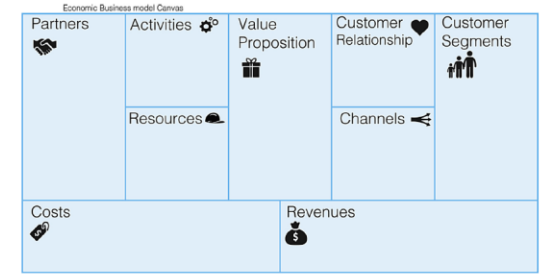 Economic Business model Canvas
Partners
Activities
Value
Proposition
Customer
Relationship
Customer
Segments
Resources
Channels
Costs
$
Revenues
$